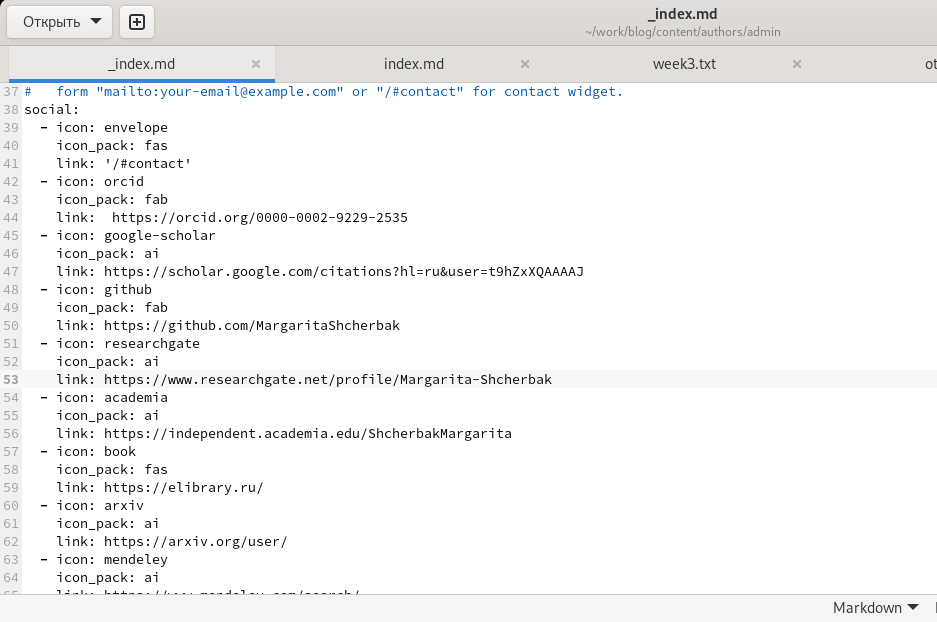 Открыть
_index.md
~/work/blog/content/authors/admin
_index.md
index.md
week3.txt
ot
37 #   form "mailto:your-email@example.com" or "/#contact" for contact widget.
38 social:
39   - icon: envelope
40     icon_pack: fas
41     link: '/#contact'
42   - icon: orcid
43     icon_pack: fab
44     link:  https://orcid.org/0000-0002-9229-2535
45   - icon: google-scholar
46     icon_pack: ai
47     link: https://scholar.google.com/citations?hl=ru&user=t9hZxXQAAAAJ
48   - icon: github
49     icon_pack: fab
50     link: https://github.com/MargaritaShcherbak
51   - icon: researchgate
52     icon_pack: ai
53     link: https://www.researchgate.net/profile/Margarita-Shcherbak
54   - icon: academia
55     icon_pack: ai
56     link: https://independent.academia.edu/ShcherbakMargarita
57   - icon: book
58     icon_pack: fas
59     link: https://elibrary.ru/
60   - icon: arxiv
61     icon_pack: ai
62     link: https://arxiv.org/user/
63   - icon: mendeley
64     icon_pack: ai
65     link: https://www.mendeley.com/search/
Markdown